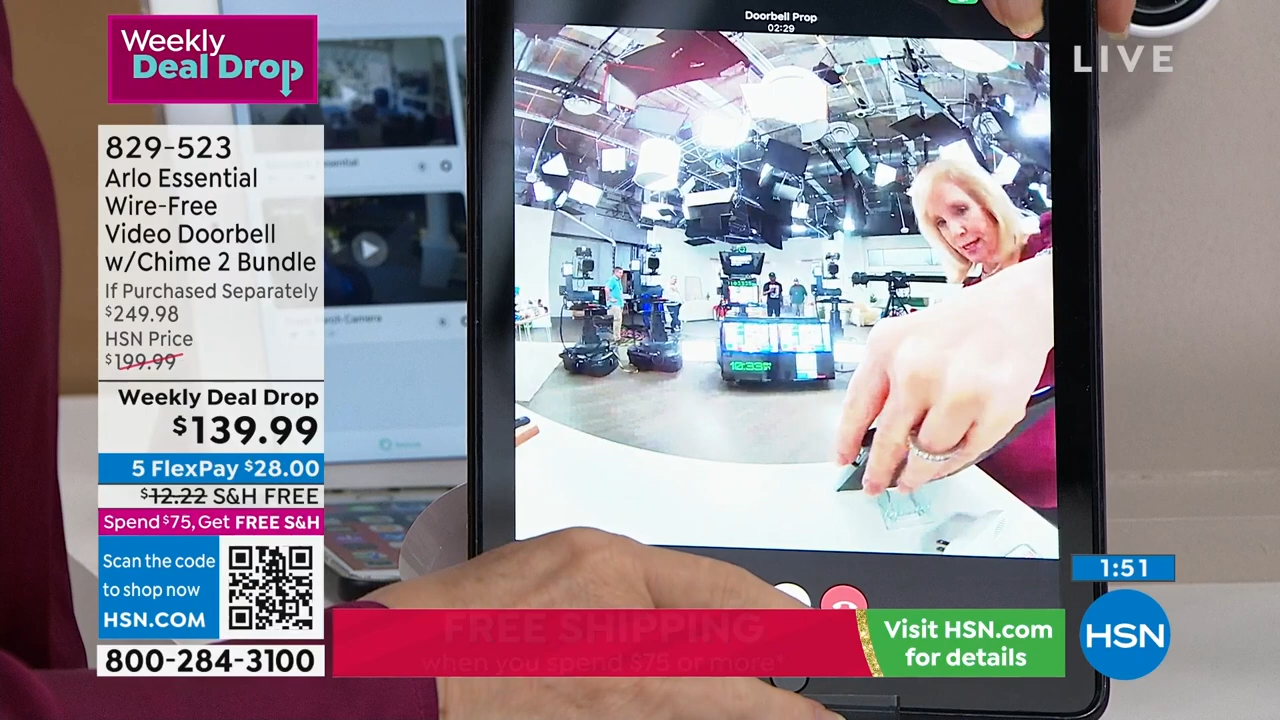 Weekly
Deal Drop
829-523
Arlo Essential
Wire-Free
Video Doorbell
w/Chime 2 Bundle
If Purchased Separately
$249.98
HSN Price
$199.99
Weekly Deal Drop
$139.99
5 FlexPay $28.00
$12.22 S&H FREE
Spend $75, Get FREE S&H
Scan the code
to shop now
HSN.COM
800-284-3100
Doorbell Prop
02:29
LIVE
1:51
HSN
FREE SHIPPING
when you spend $75 or more*
Visit HSN.com
for details